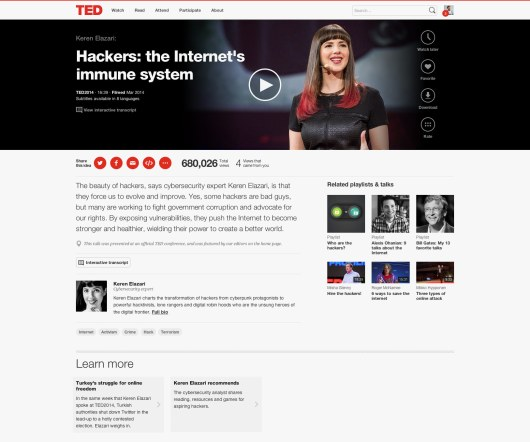 TED
Watch Read Attend Participate About
Search...
Keren Elazari:
Hackers: the Internet's
immune system
TED2014 · 16:39 · Filmed Mar 2014
Subtitles available in 8 languages
View interactive transcript
Watch later
Favorite
Download
Rate
Share
this idea
680,026 Total
views
4 Views that
came from you
The beauty of hackers, says cybersecurity expert Keren Elazari, is that
they force us to evolve and improve. Yes, some hackers are bad guys,
but many are working to fight government corruption and advocate for
our rights. By exposing vulnerabilities, they push the Internet to become
stronger and healthier, wielding their power to create a better world.
This talk was presented at an official TED conference, and was featured by our editors on the home page.
Interactive transcript
Keren Elazari
Cybersecurity expert
Keren Elazari charts the transformation of hackers from cyberpunk protagonists to
powerful hacktivists, lone rangers and digital robin hoods who are the unsung heroes of
the digital frontier. Full bio
Internet Activism Crime Hack Terrorism
Related playlists & talks
Playlist
Who are the
hackers?
Playlist
Alexis Ohanian: 9
talks about the
internet
Playlist
Bill Gates: My 13
favorite talks
Misha Glenny
Hire the hackers!
Roger McNamee
6 ways to save the
internet
Mikko Hypponen
Three types of
online attack
Learn more
Turkey's struggle for online
freedom
In the same week that Keren Elazari
spoke at TED2014, Turkish
authorities shut down Twitter in the
lead-up to a hotly contested
election. Elazari weighs in.
Keren Elazari recommends
The cybersecurity analyst shares
reading, resources and games for
aspiring hackers.